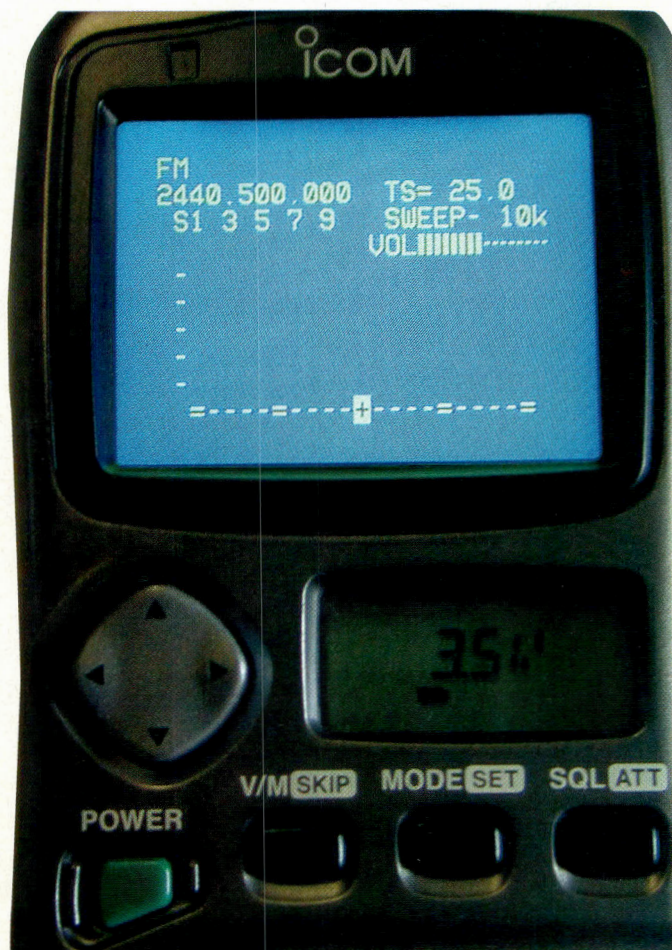 iCOM
FM
2440.500.000 TS= 25.0
S1 3 5 7 9 SWEEP- 10k
VOL
+
V/M SKIP MODE SET SQL ATT
POWER